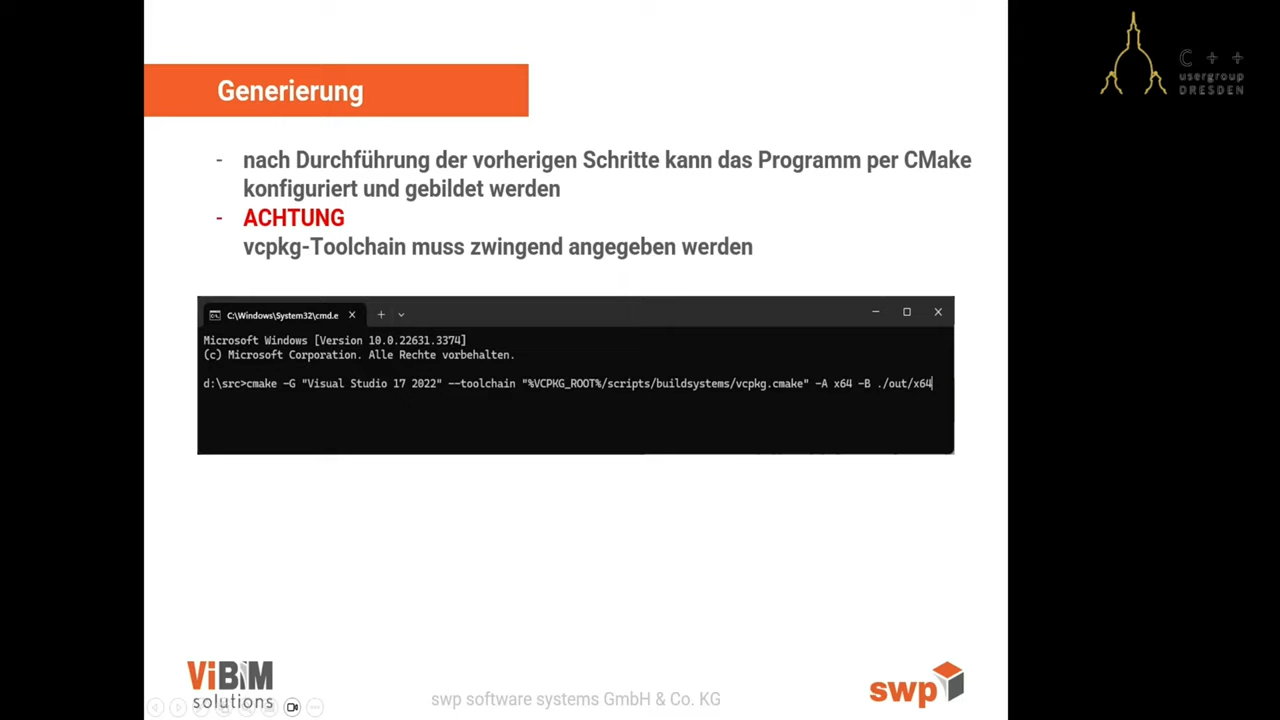 C + +
usergroup
DRESDEN
Generierung
- nach Durchführung der vorherigen Schritte kann das Programm per CMake
konfiguriert und gebildet werden
- ACHTUNG
vcpkg-Toolchain muss zwingend angegeben werden
C:\Windows\System32\cmd.e
Microsoft Windows [Version 10.0.22631.3374]
(c) Microsoft Corporation. Alle Rechte vorbehalten.
d:\src>cmake -G "Visual Studio 17 2022" --toolchain "%VCPKG_ROOT%/scripts/buildsystems/vcpkg.cmake" -A x64 -B ./out/x64
ViBIM
solutions
swp software systems GmbH & Co. KG
swp